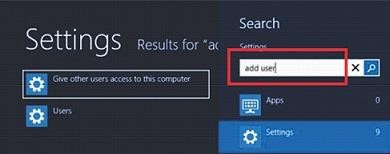 Settings Results for "ad
Give other users access to this computer
Users
Search
Settings
add user
Apps 0
Settings 9